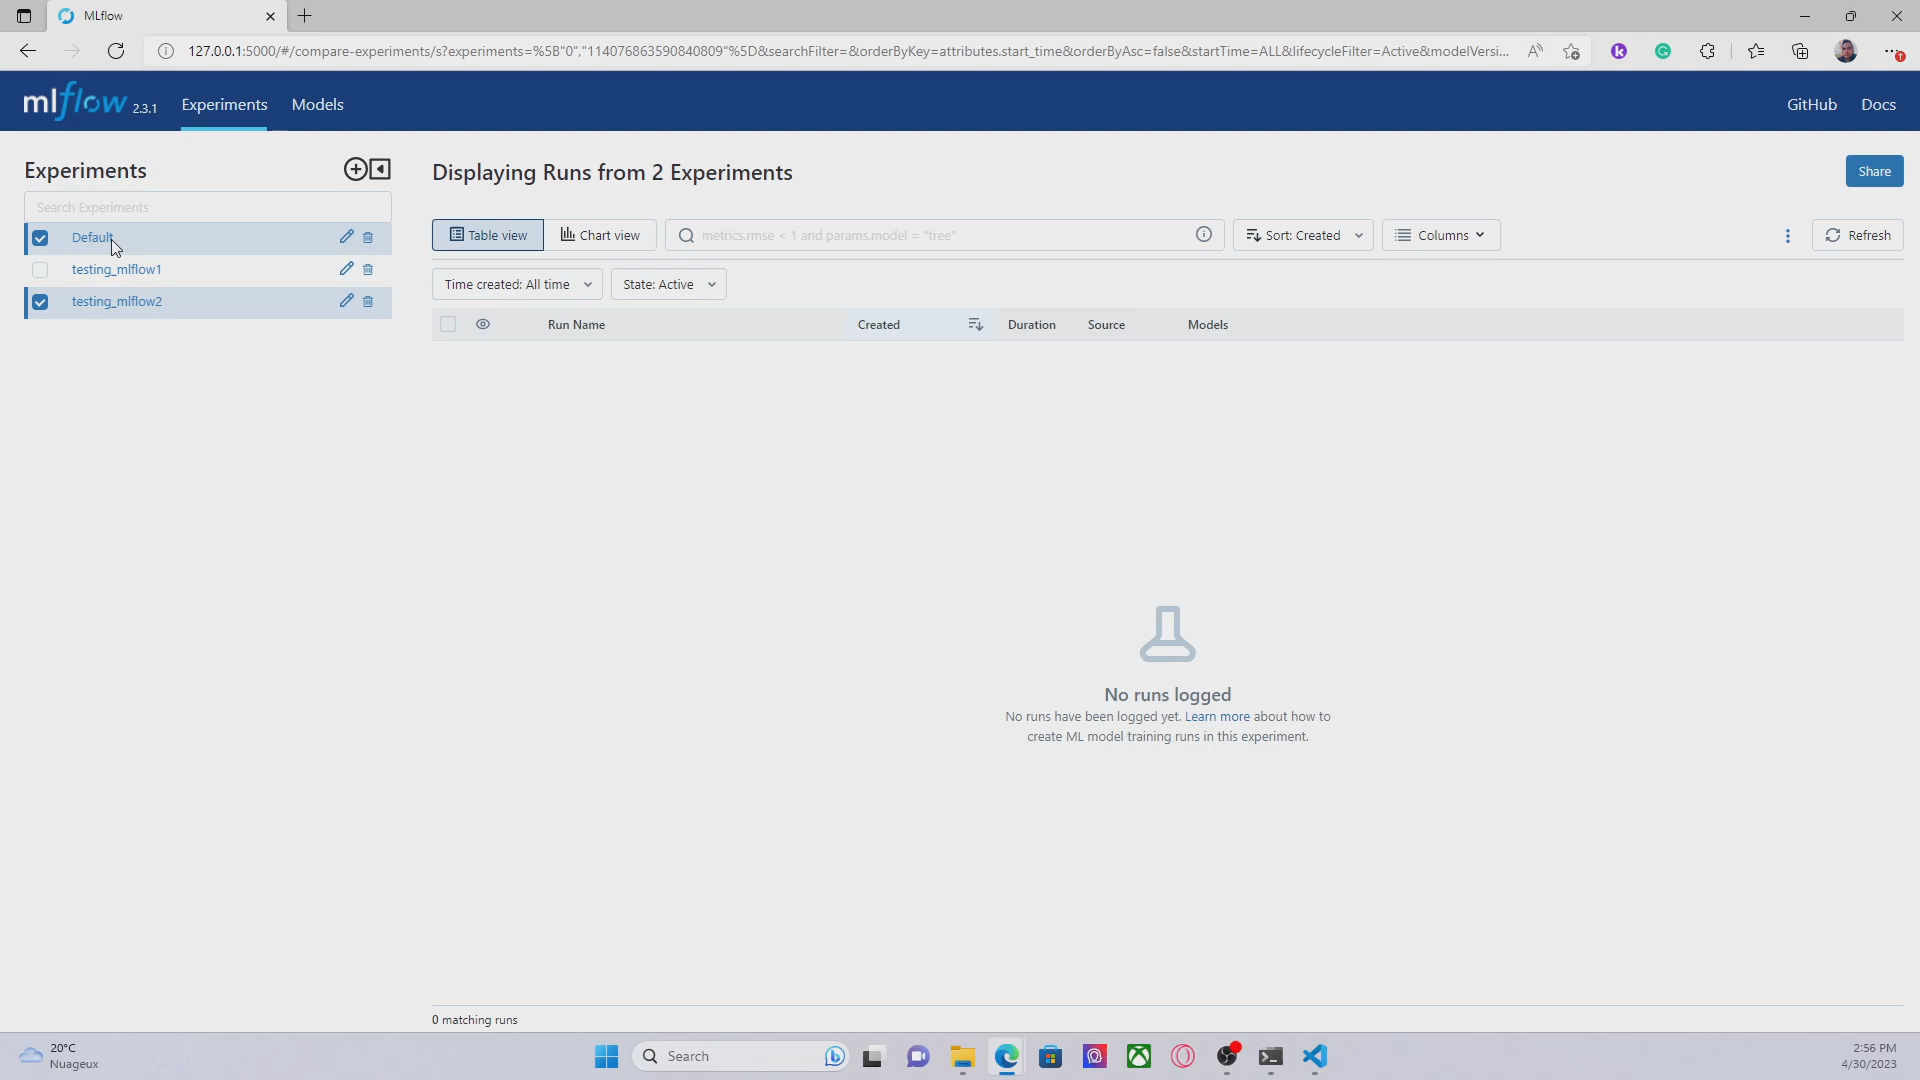 MLflow
127.0.0.1:5000/#/compare-experiments/s?experiments=%5B"0","114076863590840809"%5D&searchFilter=&orderByKey=attributes.start_time&orderByAsc=false&startTime=ALL&lifecycleFilter=Active&modelVersi...
mlflow 2.3.1 Experiments Models GitHub Docs
Experiments
Displaying Runs from 2 Experiments
Share
Search Experiments
Default
testing_mlflow1
testing_mlflow2
Table view Chart view metrics.rmse < 1 and params.model = "tree" Sort: Created Columns Refresh
Time created: All time State: Active
Run Name Created Duration Source Models
No runs logged
No runs have been logged yet. Learn more about how to
create ML model training runs in this experiment.
0 matching runs
20°C
Nuageux
Search
2:56 PM
4/30/2023